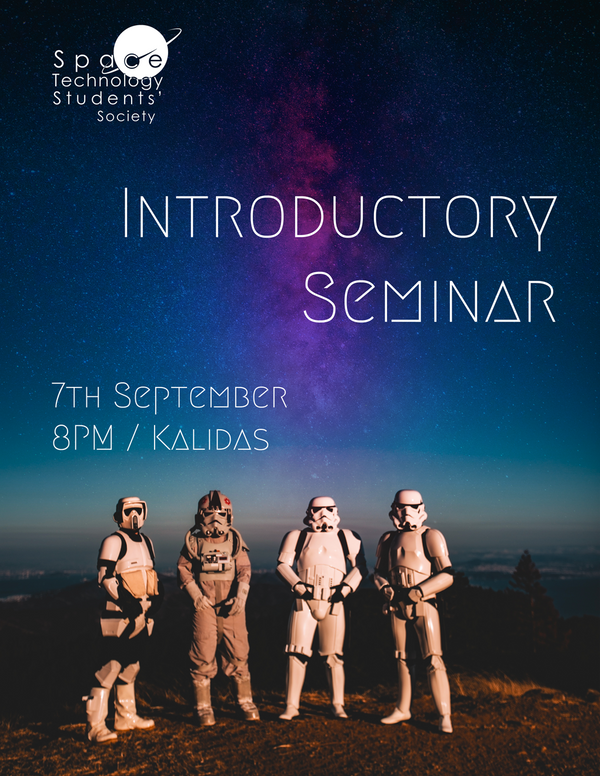 Space
Technology
Students'
Society
Introductory
Seminar
7th September
8PM / Kalidas